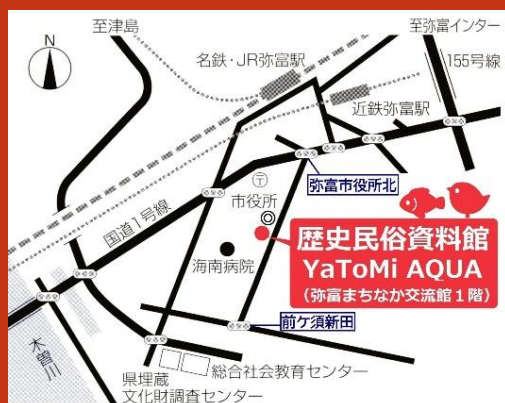 至津島
至弥富インター
N
名鉄・JR弥富駅
155号線
近鉄弥富駅
弥富市役所北
〒
市役所
国道1号線
海南病院
歴史民俗資料館
YaToMi AQUA
(弥富まちなか交流館1階)
前ケ須新田
木曽川
総合社会教育センター
県埋蔵
文化財調査センター